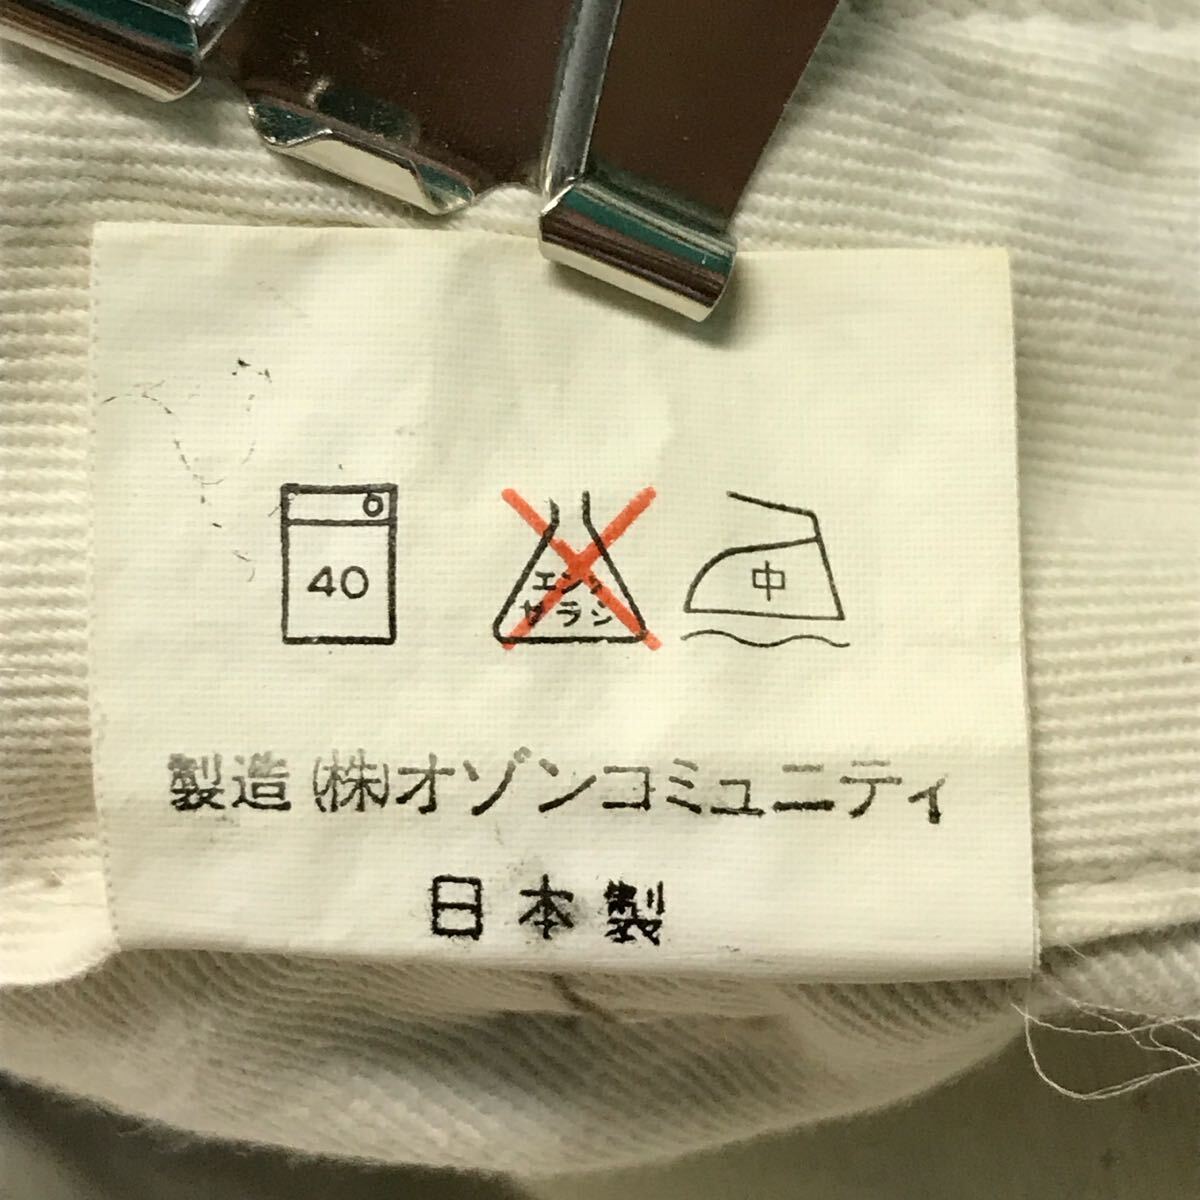 40
エンソ
サラシ
中
製造(株)オゾンコミュニティ
日本製